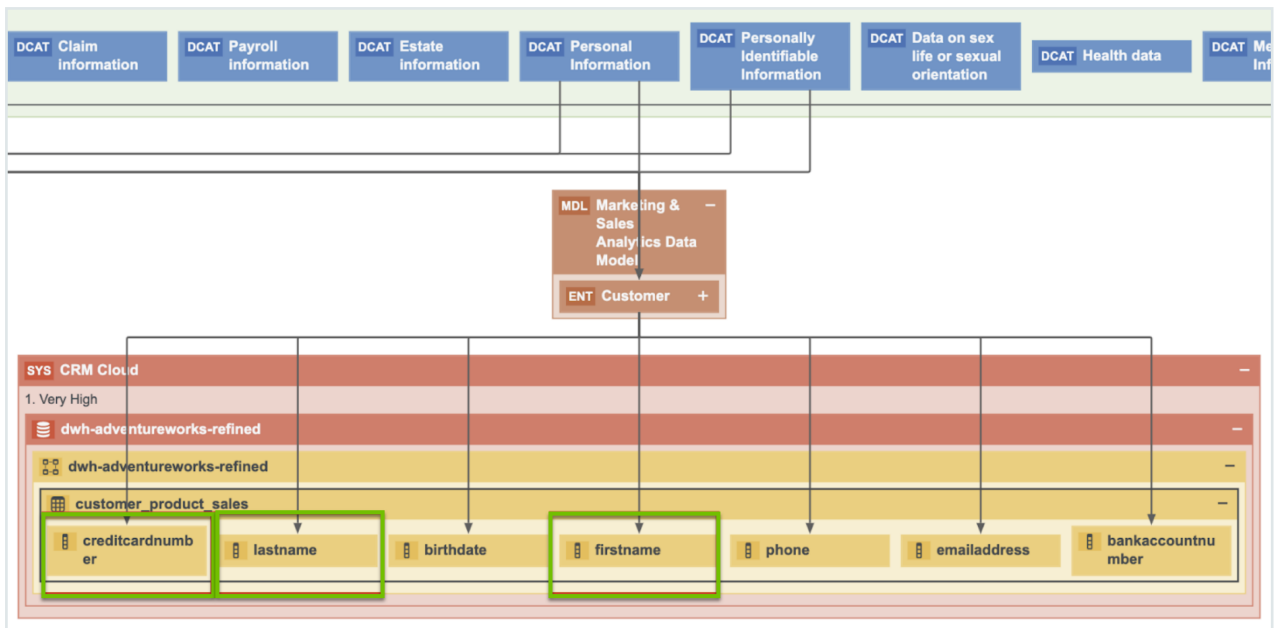 DCAT Claim
information
DCAT Payroll
information
DCAT Estate
information
DCAT Personal
Information
DCAT Personally
Identifiable
Information
DCAT Data on sex
life or sexual
orientation
DCAT Health data
DCAT
MDL Marketing &
Sales
Analytics Data
Model
ENT Customer
SYS CRM Cloud
1. Very High
dwh-adventureworks-refined
dwh-adventureworks-refined
customer_product_sales
creditcardnumb
er
lastname
birthdate
firstname
phone
emailaddress
bankaccountnu
mber